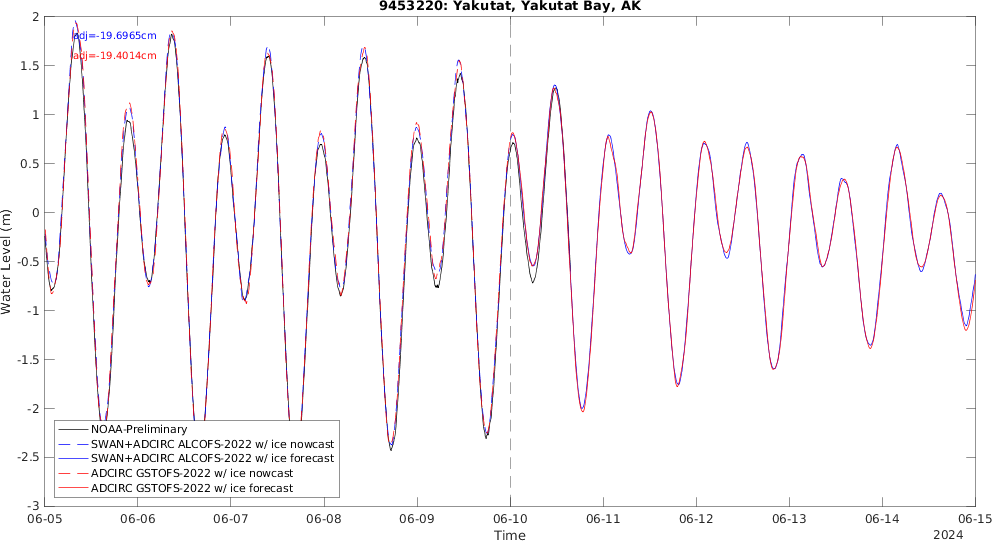 9453220: Yakutat, Yakutat Bay, AK
adj=-19.6965cm
adj=-19.4014cm
2
1.5
1
0.5
0
-0.5
-1
-1.5
-2
-2.5
-3
Water Level (m)
NOAA-Preliminary
SWAN+ADCIRC ALCOFS-2022 w/ ice nowcast
SWAN+ADCIRC ALCOFS-2022 w/ ice forecast
ADCIRC GSTOFS-2022 w/ ice nowcast
ADCIRC GSTOFS-2022 w/ ice forecast
06-05 06-06 06-07 06-08 06-09 06-10 06-11 06-12 06-13 06-14 06-15
Time
2024